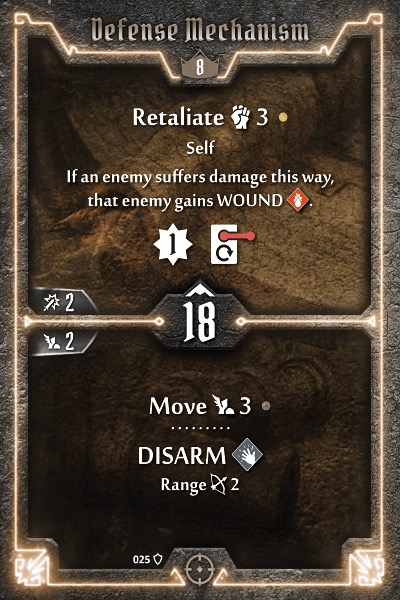 Defense Mechanism
8
Retaliate 3
Self
If an enemy suffers damage this way,
that enemy gains WOUND .
1
2
18
2
Move 3
DISARM
Range 2
025